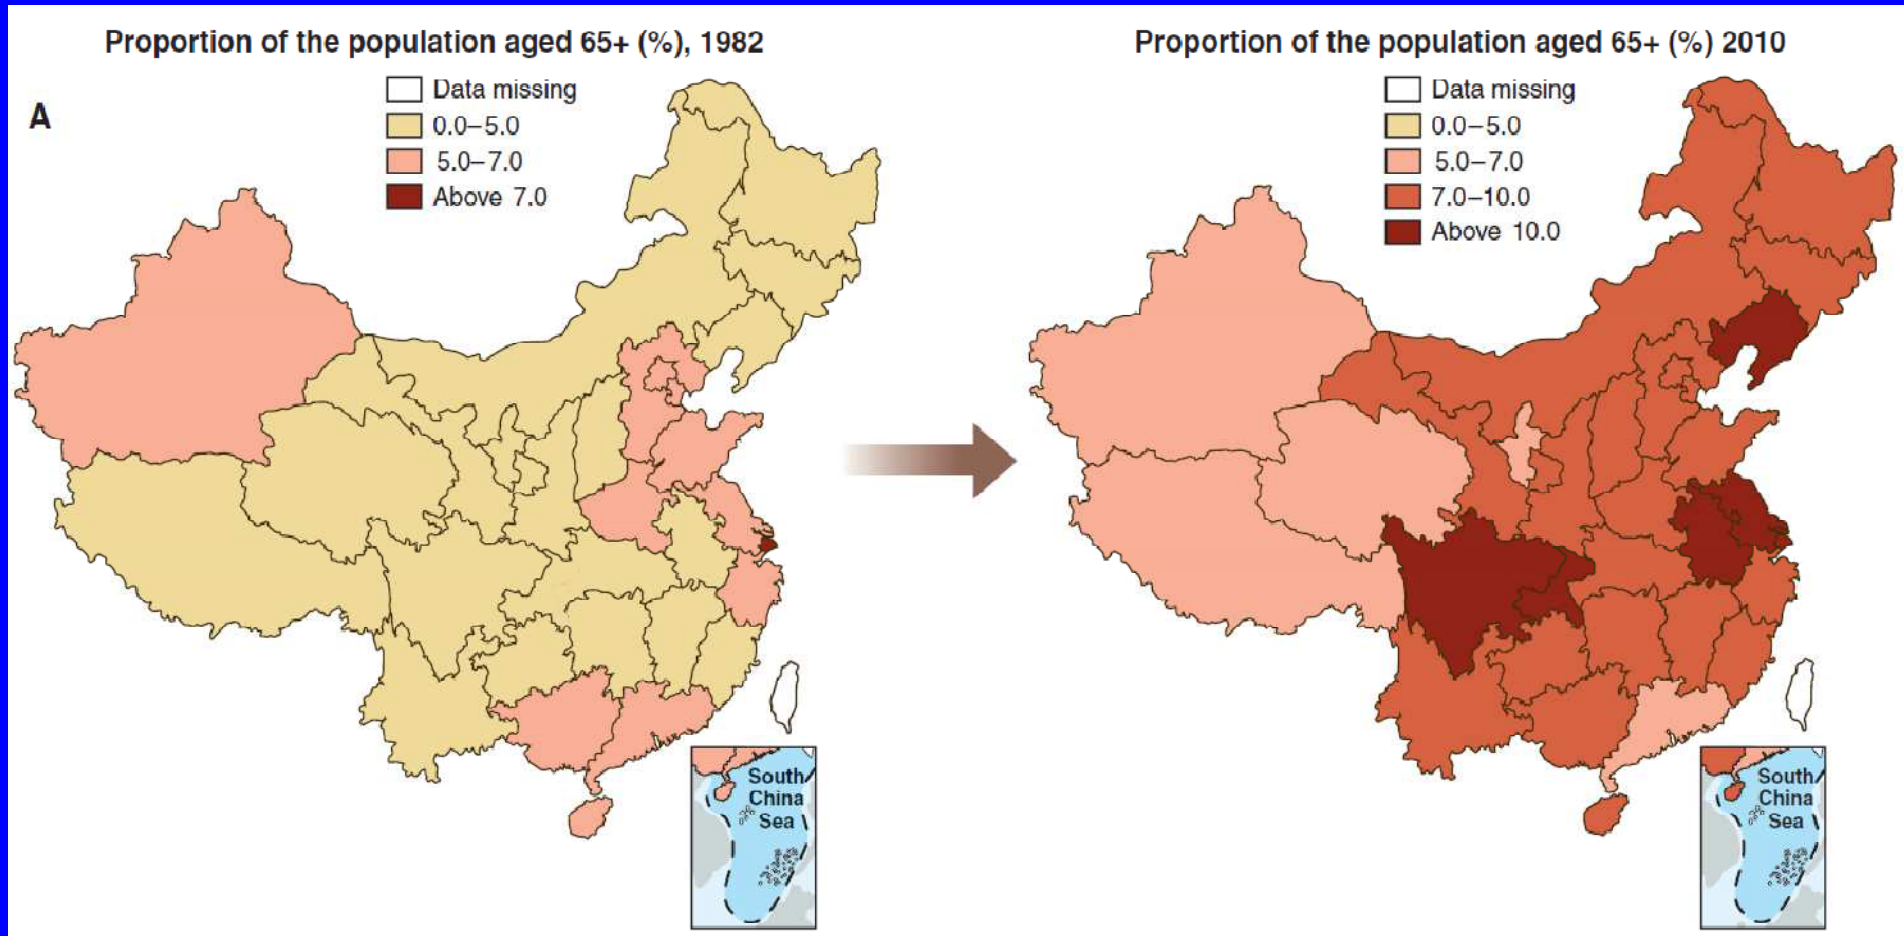 Proportion of the population aged 65+ (%), 1982
Data missing
0.0–5.0
5.0–7.0
Above 7.0
A
South
China
Sea
Proportion of the population aged 65+ (%) 2010
Data missing
0.0–5.0
5.0–7.0
7.0–10.0
Above 10.0
South
China
Sea